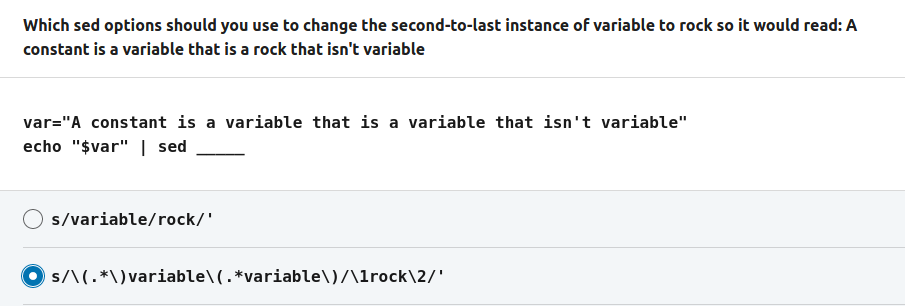 Which sed options should you use to change the second-to-last instance of variable to rock so it would read: A
constant is a variable that is a rock that isn't variable
var="A constant is a variable that is a variable that isn't variable"
echo "$var" | sed _____
s/variable/rock/'
s/\(.*\)variable\(.*variable\)/\1rock\2/'